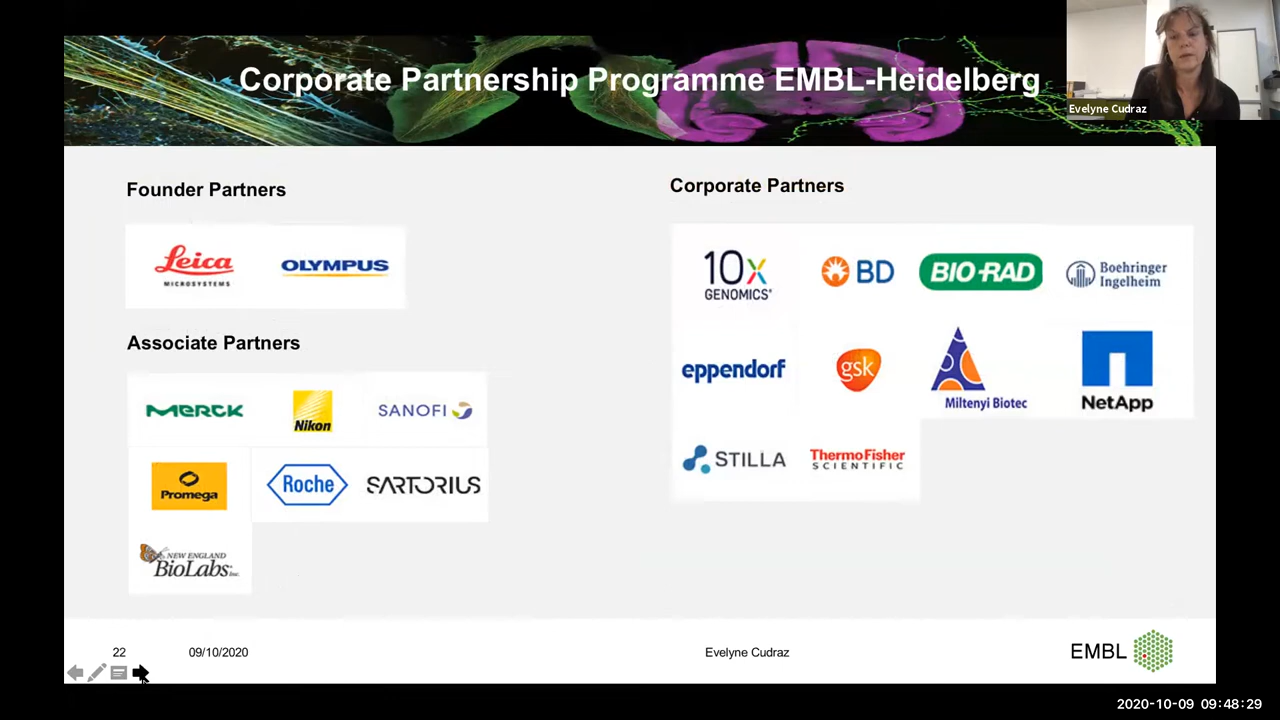 Corporate Partnership Programme EMBL-Heidelberg
Evelyne Cudraz
Founder Partners
Leica
MICROSYSTEMS
OLYMPUS
Associate Partners
MERCK
Nikon
SANOFI
Promega
Roche
SARTORIUS
NEW ENGLAND
BioLabs Inc.
Corporate Partners
10x
GENOMICS
BD
BIO-RAD
Boehringer
Ingelheim
eppendorf
gsk
Miltenyi Biotec
NetApp
STILLA
ThermoFisher
SCIENTIFIC
22
09/10/2020
Evelyne Cudraz
EMBL
2020-10-09 09:48:29